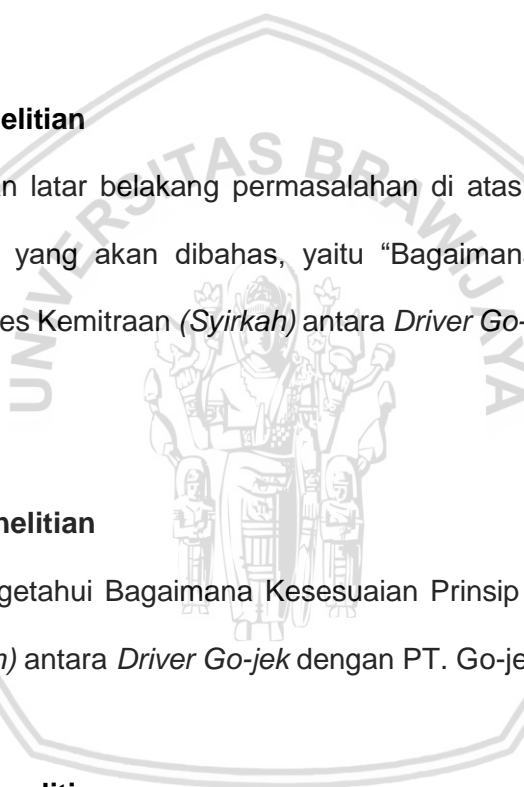 elitian
n latar belakang permasalahan di atas
yang akan dibahas, yaitu “Bagaimana
es Kemitraan (Syirkah) antara Driver Go-
nelitian
getahui Bagaimana Kesesuaian Prinsip
) antara Driver Go-jek dengan PT. Go-je
UNIVERSITAS BRAWIJAYA